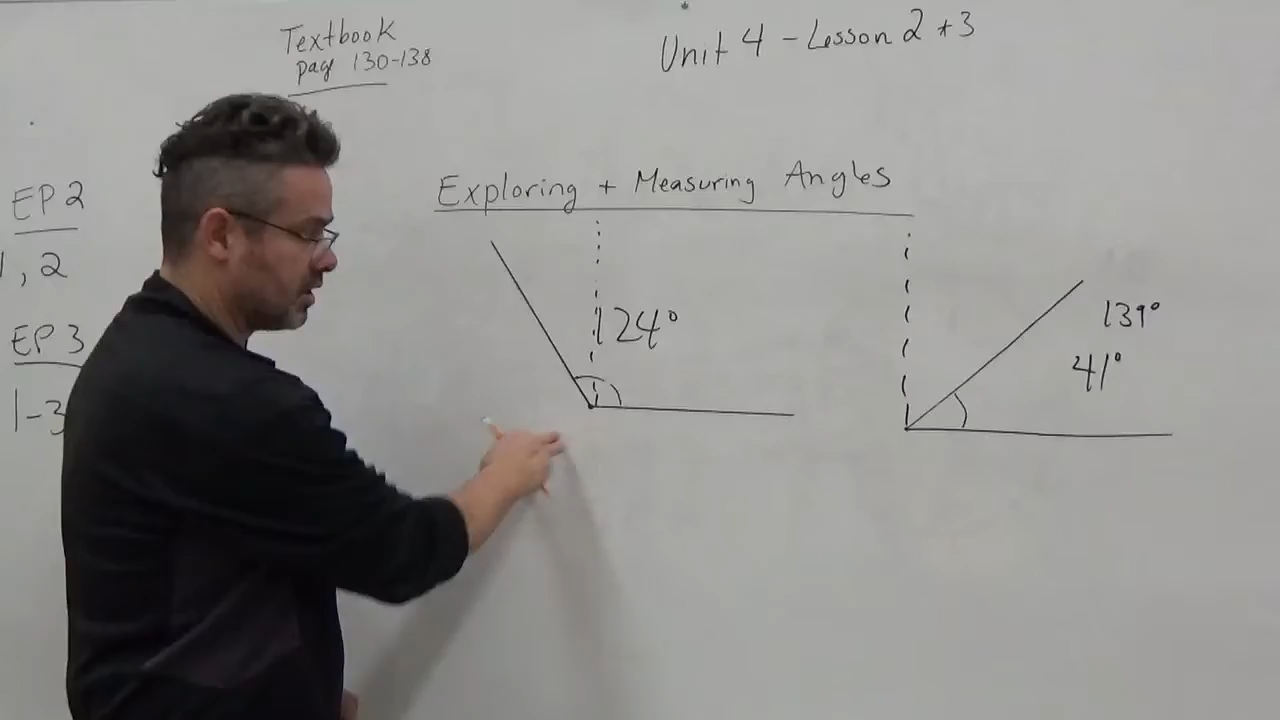 Textbook
page 130-138
Unit 4 - Lesson 2 + 3
Exploring + Measuring Angles
EP 2
1, 2
EP 3
1-3
124°
139°
41°